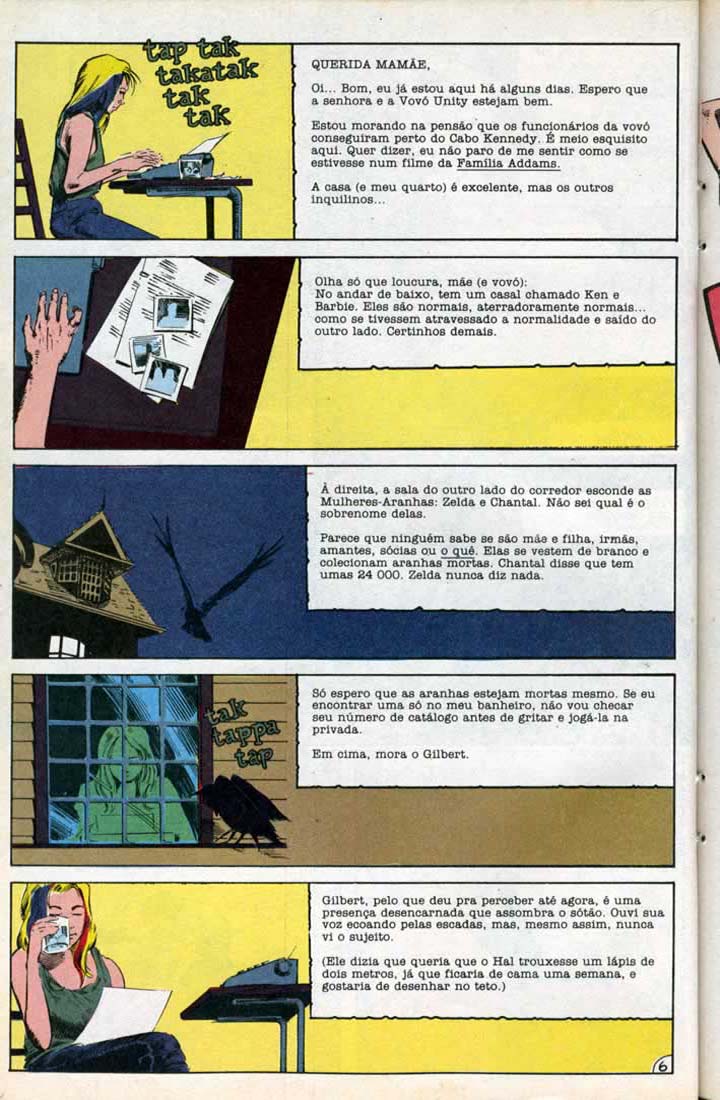 tap tak
takatak
tak
tak
QUERIDA MAMÃE,
Oi... Bom, eu já estou aqui há alguns dias. Espero que
a senhora e a Vovó Unity estejam bem.
Estou morando na pensão que os funcionários da vovó
conseguiram perto do Cabo Kennedy. É meio esquisito
aqui. Quer dizer, eu não paro de me sentir como se
estivesse num filme da Família Addams.
A casa (e meu quarto) é excelente, mas os outros
inquilinos...
Olha só que loucura, mãe (e vovó):
No andar de baixo, tem um casal chamado Ken e
Barbie. Eles são normais, aterradoramente normais...
como se tivessem atravessado a normalidade e saído do
outro lado. Certinhos demais.
À direita, a sala do outro lado do corredor esconde as
Mulheres-Aranhas: Zelda e Chantal. Não sei qual é o
sobrenome delas.
Parece que ninguém sabe se são mãe e filha, irmãs,
amantes, sócias ou o quê. Elas se vestem de branco e
colecionam aranhas mortas. Chantal disse que tem
umas 24 000. Zelda nunca diz nada.
tak
tappa
tap
Só espero que as aranhas estejam mortas mesmo. Se eu
encontrar uma só no meu banheiro, não vou checar
seu número de catálogo antes de gritar e jogá-la na
privada.
Em cima, mora o Gilbert.
Gilbert, pelo que deu pra perceber até agora, é uma
presença desencarnada que assombra o sótão. Ouvi sua
voz ecoando pelas escadas, mas, mesmo assim, nunca
vi o sujeito.
(Ele dizia que queria que o Hal trouxesse um lápis de
dois metros, já que ficaria de cama uma semana, e
gostaria de desenhar no teto.)
6